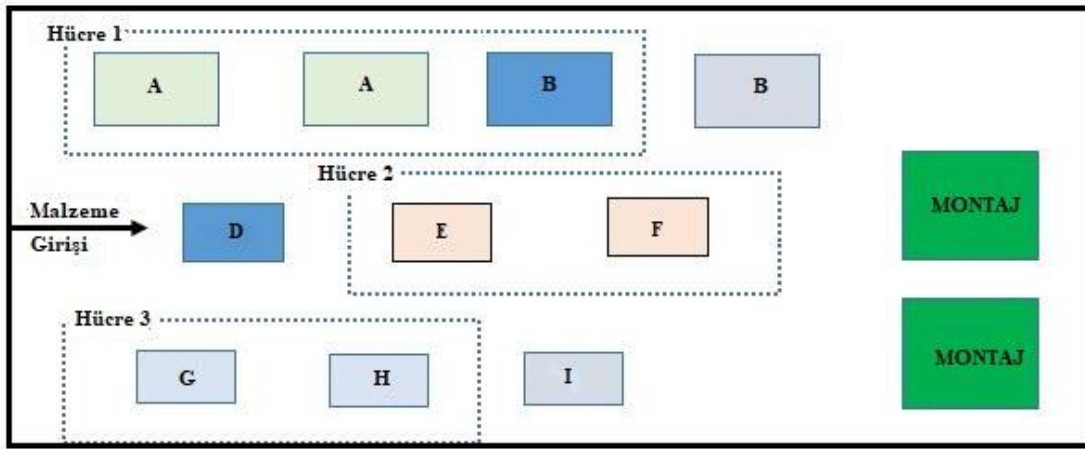 Hücre 1
A
A
B
B
Hücre 2
MONTAJ
Malzeme
Girişi
D
E
F
Hücre 3
MONTAJ
G
H
I